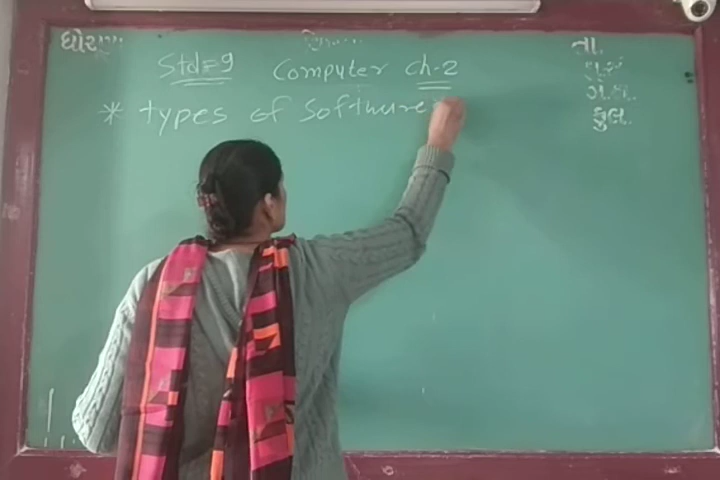 ધોરણ
તા.
Std=9 Computer ch-2
* types of software
કુલ.